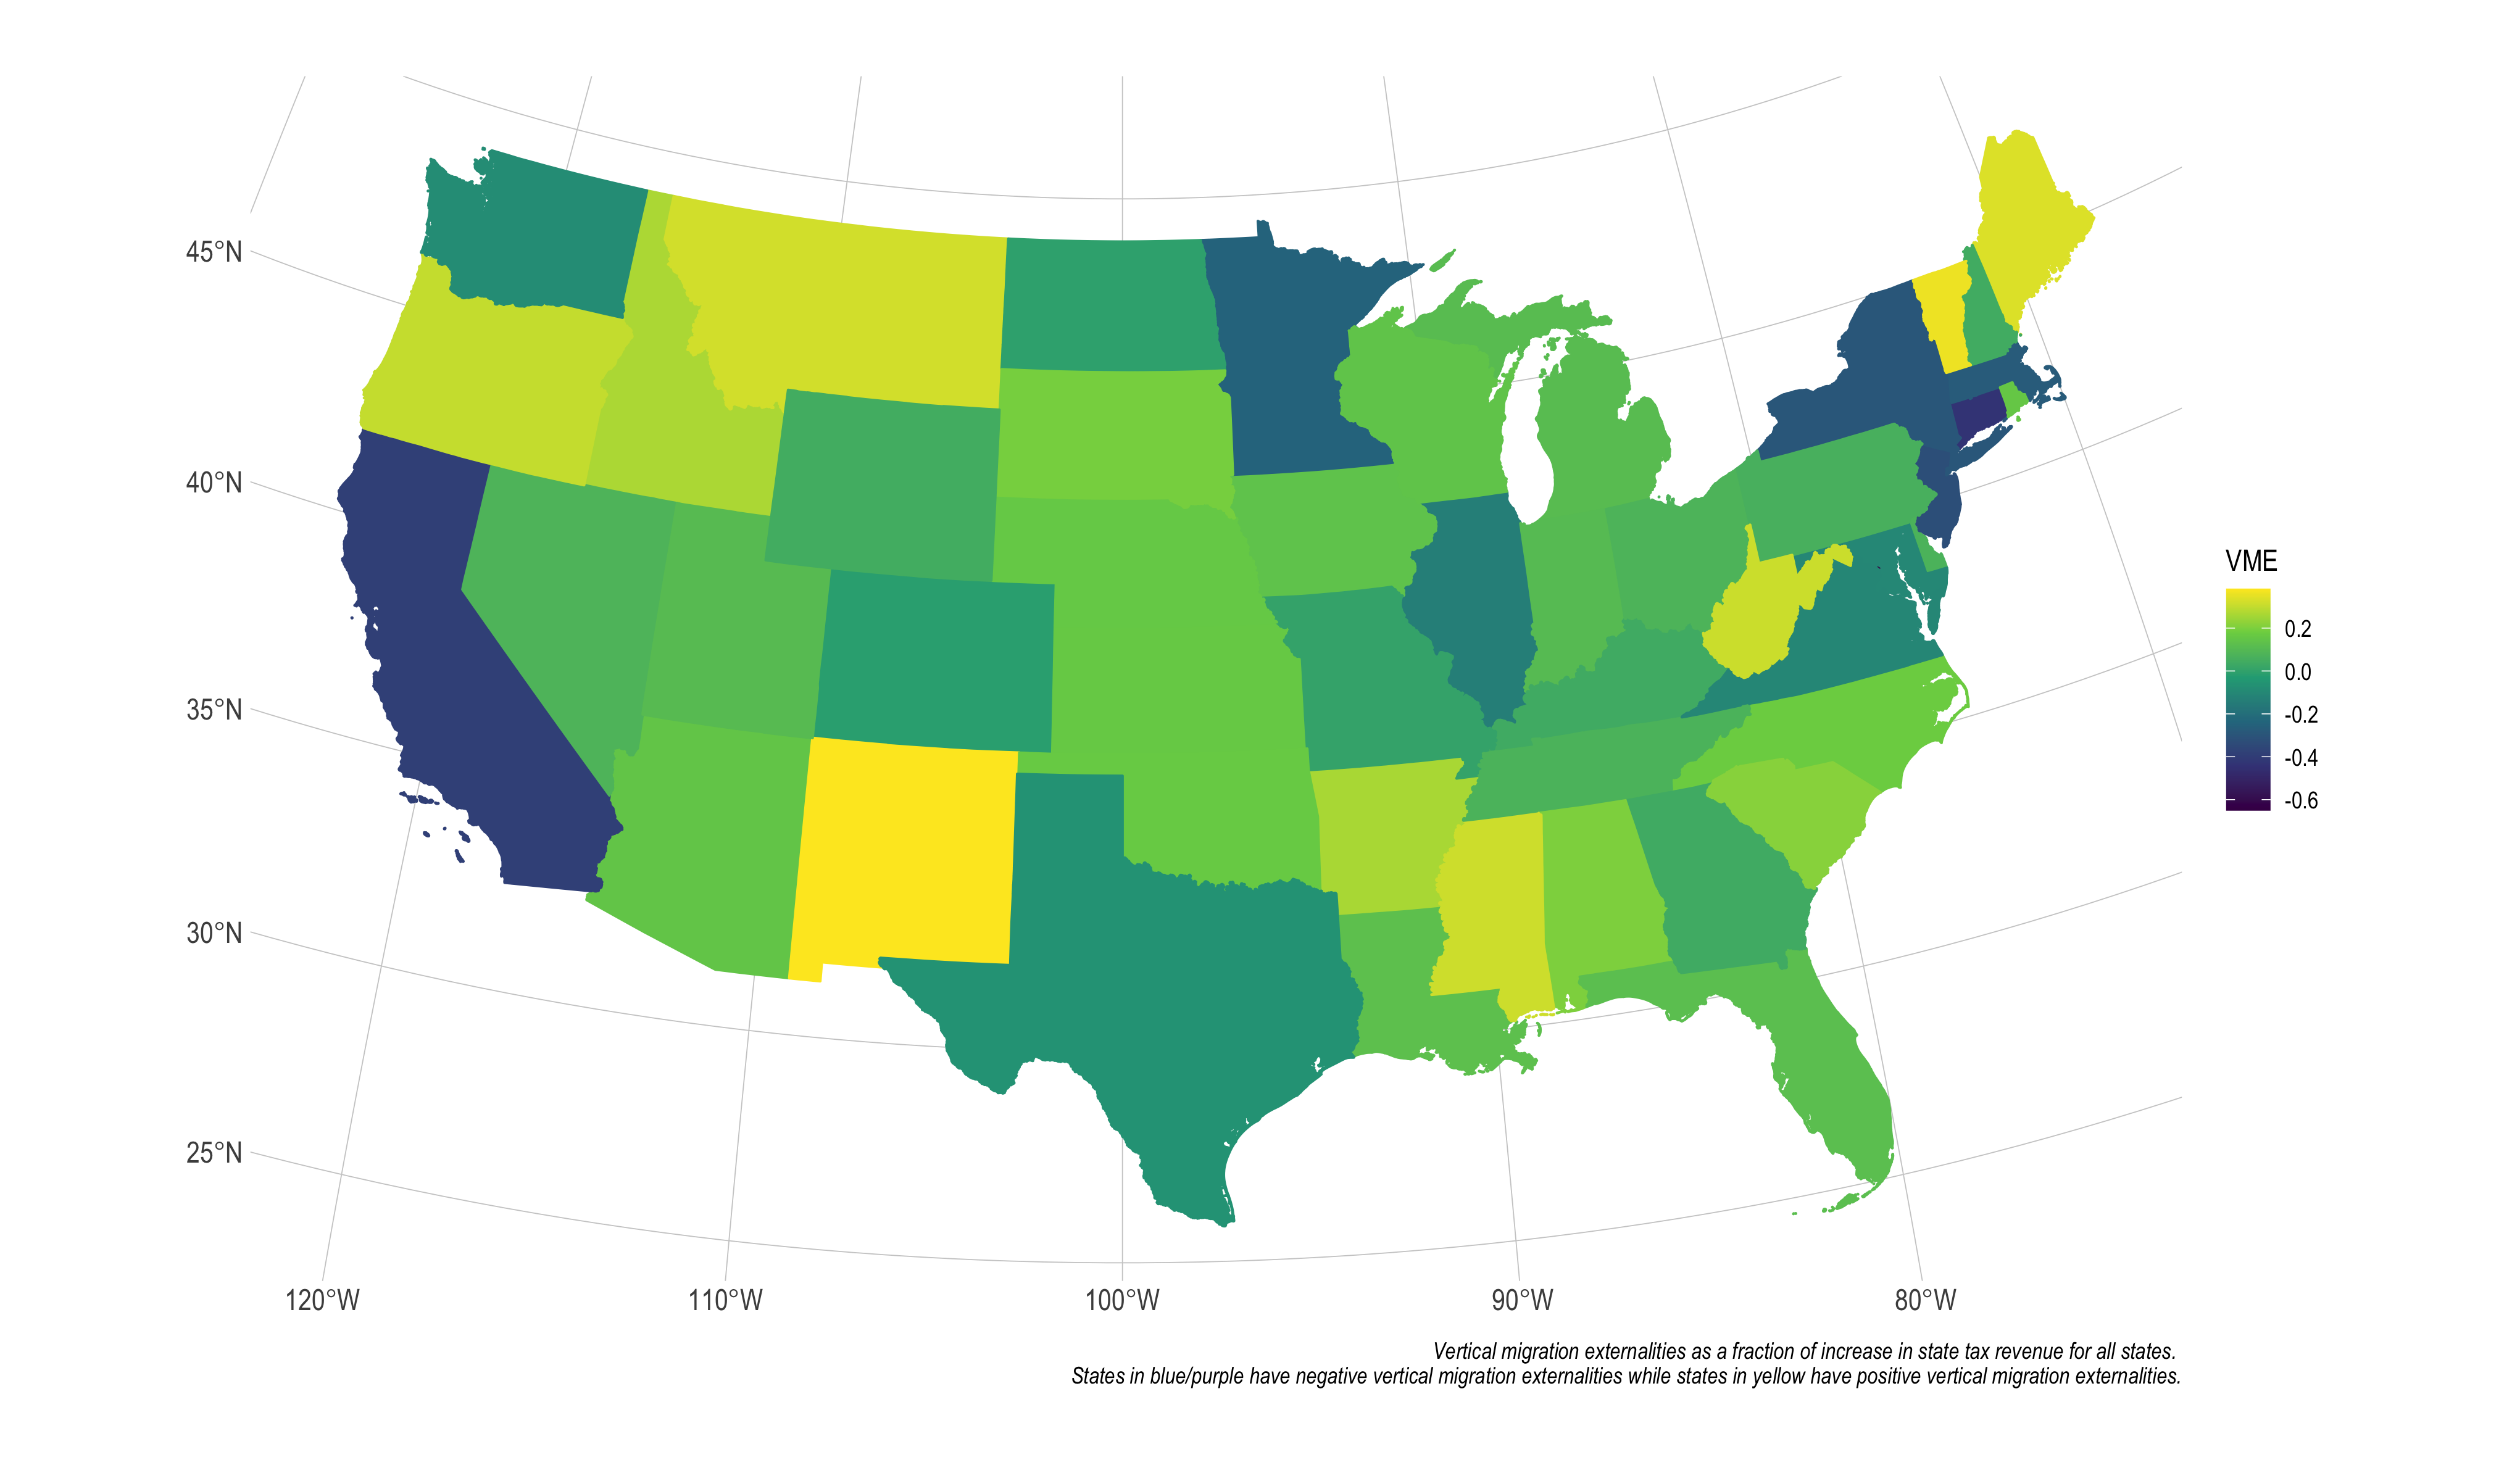 45°N
40°N
35°N
30°N
25°N
120°W
110°W
100°W
90°W
80°W
VME
0.2
0.0
-0.2
-0.4
-0.6
Vertical migration externalities as a fraction of increase in state tax revenue for all states.
States in blue/purple have negative vertical migration externalities while states in yellow have positive vertical migration externalities.